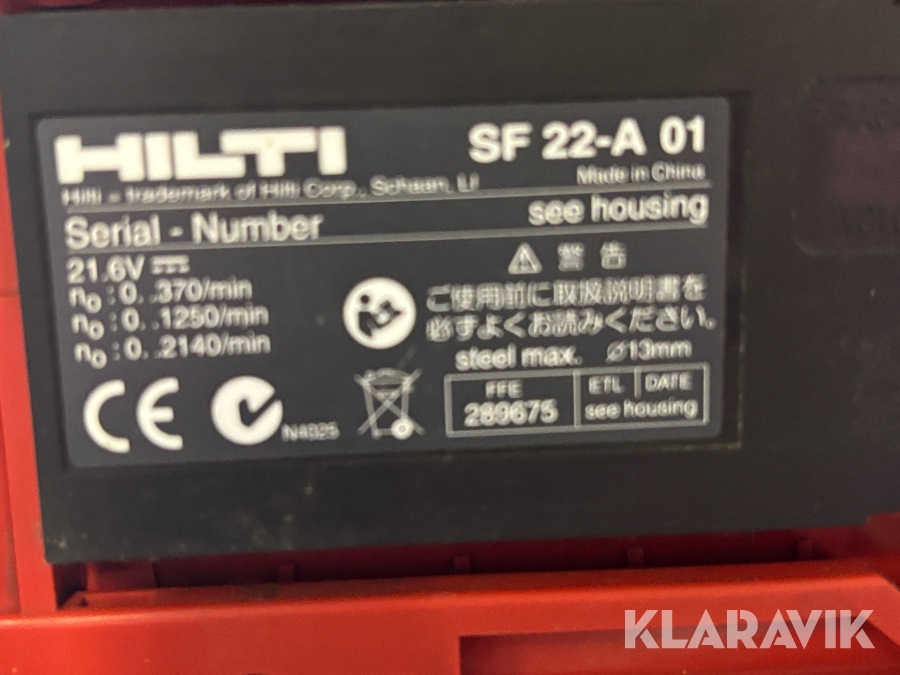 HILTI
SF 22-A 01
Hilti = trademark of Hilti Corp., Schaan, LI
Made in China
Serial - Number
see housing
21.6V
n₀ : 0. .370/min
n₀ : 0. .1250/min
n₀ : 0. .2140/min
警告
ご使用前に取扱説明書を
必ずよくお読みください。
steel max. Ø13mm
CE
FFE
289675
ETL
DATE
see housing
KLARAVIK